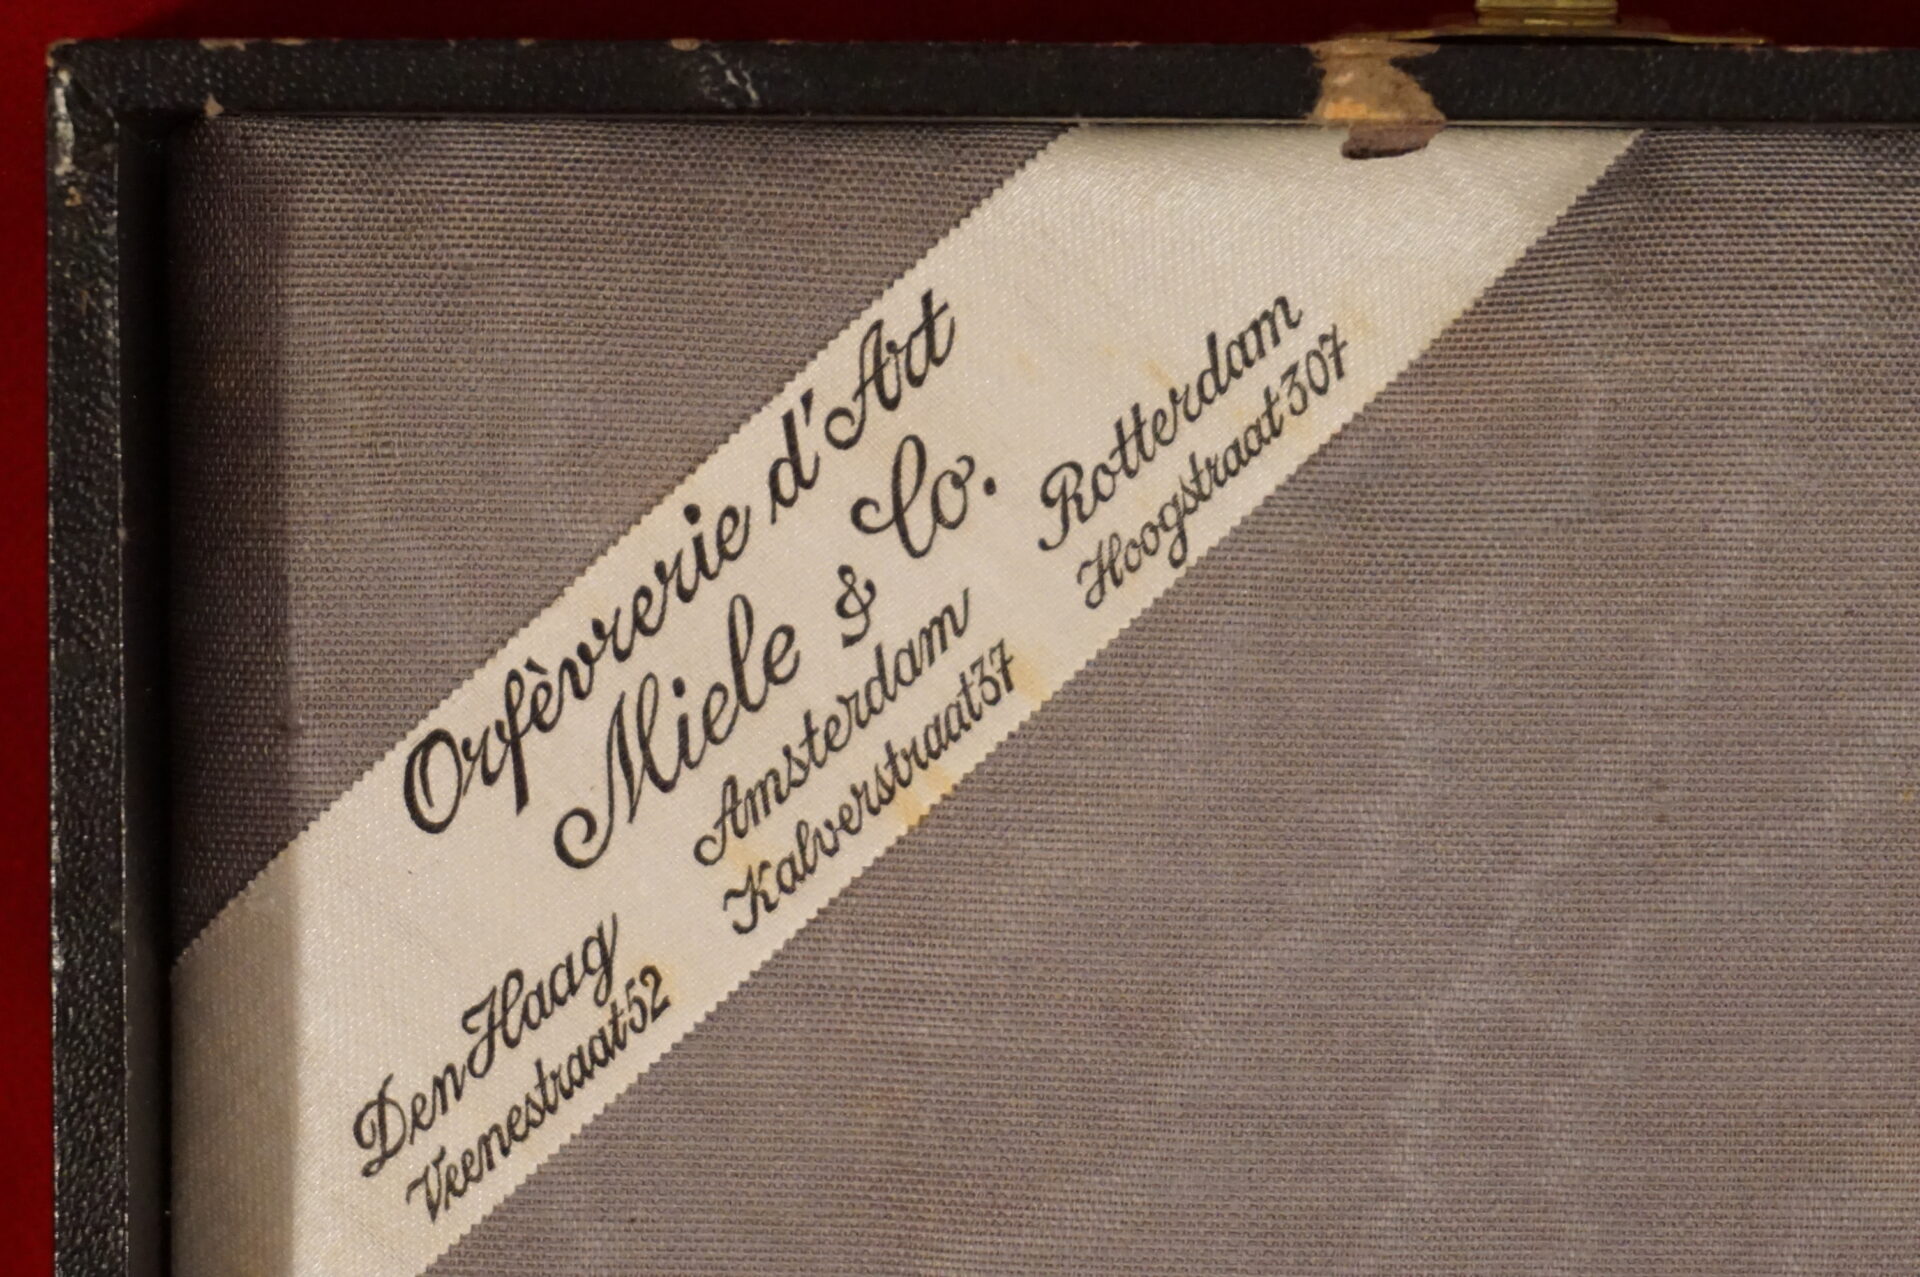 Orfèvrerie d'Art
Miele & Co.
Den Haag
Veenestraat 52
Amsterdam
Kalverstraat 37
Rotterdam
Hoogstraat 307